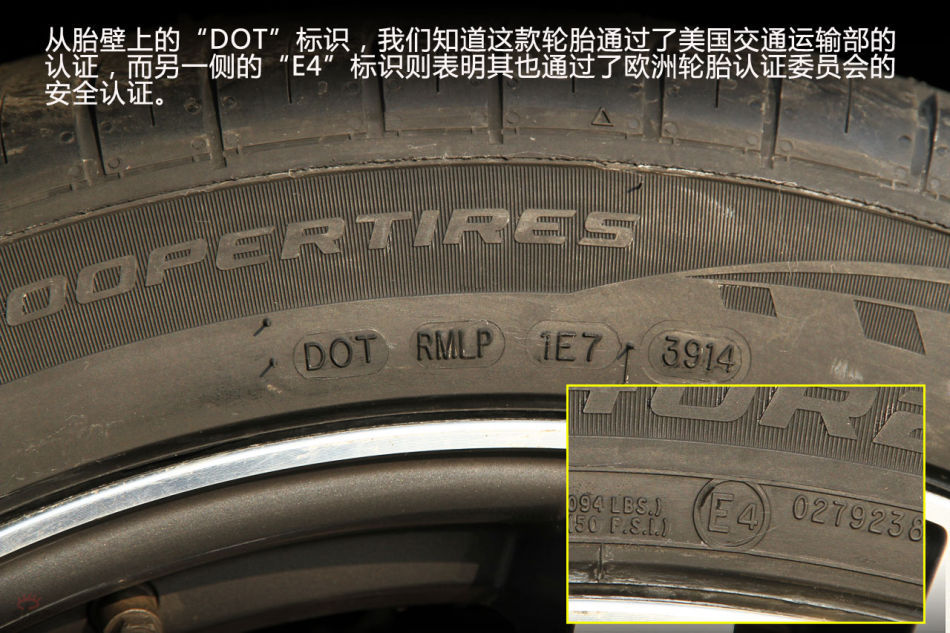 从胎壁上的“DOT”标识，我们知道这款轮胎通过了美国交通运输部的
认证，而另一侧的“E4”标识则表明其也通过了欧洲轮胎认证委员会的
安全认证。
OOPERTIRES
DOT RMLP 1E7 3914
094 LBS.)
(50 P.S.I.)
E4 0279238